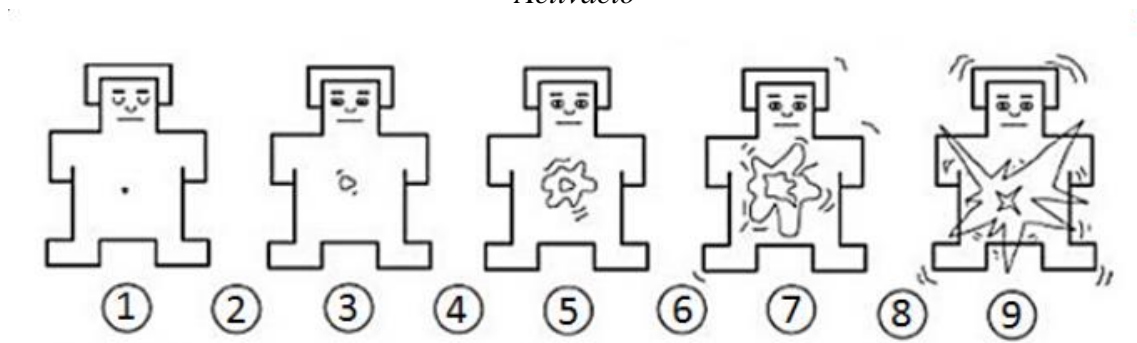 ① ② ③ ④ ⑤ ⑥ ⑦ ⑧ ⑨